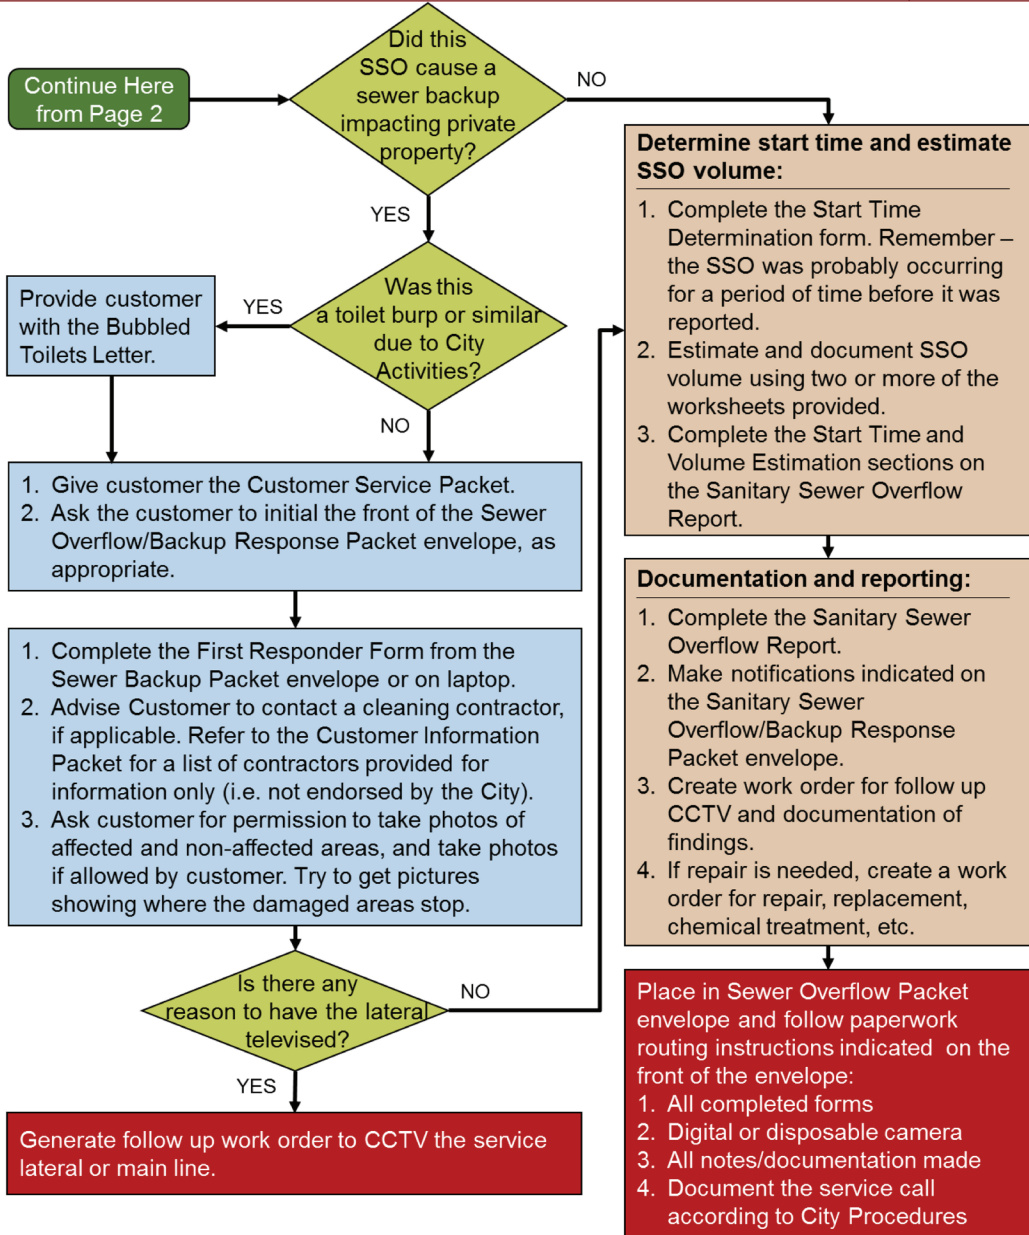 Continue Here
from Page 2
Did this
SSO cause a
sewer backup
impacting private
property?
NO
YES
Was this
a toilet burp or similar
due to City
Activities?
YES
NO
Provide customer
with the Bubbled
Toilets Letter.
1. Give customer the Customer Service Packet.
2. Ask the customer to initial the front of the Sewer
Overflow/Backup Response Packet envelope, as
appropriate.
1. Complete the First Responder Form from the
Sewer Backup Packet envelope or on laptop.
2. Advise Customer to contact a cleaning contractor,
if applicable. Refer to the Customer Information
Packet for a list of contractors provided for
information only (i.e. not endorsed by the City).
3. Ask customer for permission to take photos of
affected and non-affected areas, and take photos
if allowed by customer. Try to get pictures
showing where the damaged areas stop.
Is there any
reason to have the lateral
televised?
NO
YES
Generate follow up work order to CCTV the service
lateral or main line.
Determine start time and estimate
SSO volume:
1. Complete the Start Time
Determination form. Remember –
the SSO was probably occurring
for a period of time before it was
reported.
2. Estimate and document SSO
volume using two or more of the
worksheets provided.
3. Complete the Start Time and
Volume Estimation sections on
the Sanitary Sewer Overflow
Report.
Documentation and reporting:
1. Complete the Sanitary Sewer
Overflow Report.
2. Make notifications indicated on
the Sanitary Sewer
Overflow/Backup Response
Packet envelope.
3. Create work order for follow up
CCTV and documentation of
findings.
4. If repair is needed, create a work
order for repair, replacement,
chemical treatment, etc.
Place in Sewer Overflow Packet
envelope and follow paperwork
routing instructions indicated on the
front of the envelope:
1. All completed forms
2. Digital or disposable camera
3. All notes/documentation made
4. Document the service call
according to City Procedures